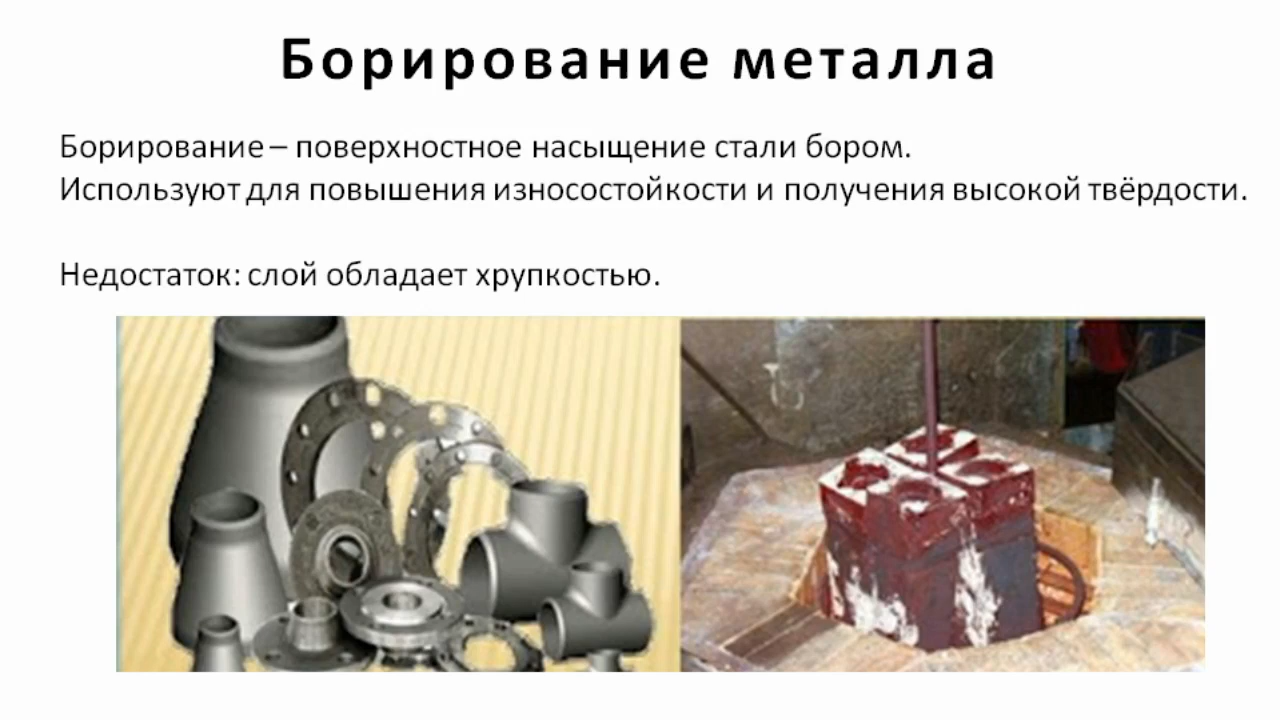 Борирование металла
Борирование – поверхностное насыщение стали бором.
Используют для повышения износостойкости и получения высокой твёрдости.
Недостаток: слой обладает хрупкостью.